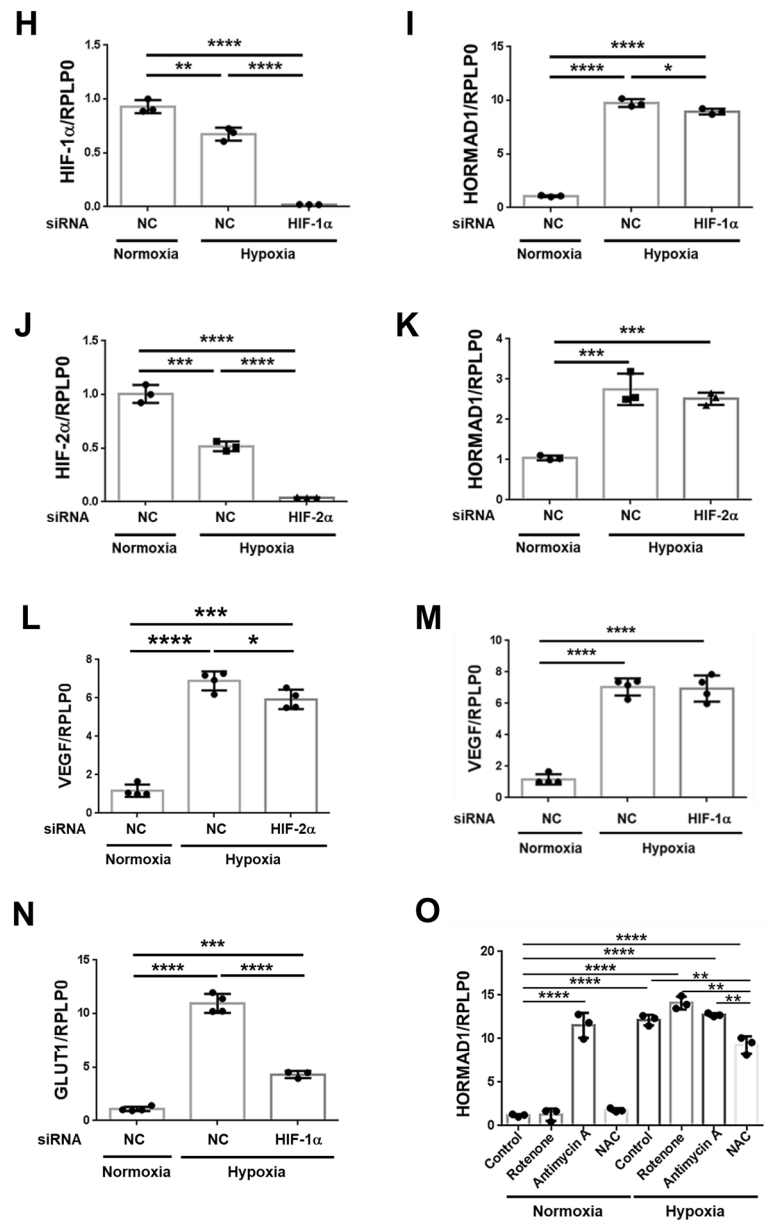 H
HIF-1α/RPLP0
1.5
1.0
0.5
0.0
****
** ****
siRNA NC NC HIF-1α
Normoxia Hypoxia
I
HORMAD1/RPLP0
15
10
5
0
****
**** *
siRNA NC NC HIF-1α
Normoxia Hypoxia
J
HIF-2α/RPLP0
1.5
1.0
0.5
0.0
****
*** ****
siRNA NC NC HIF-2α
Normoxia Hypoxia
K
HORMAD1/RPLP0
4
3
2
1
0
***
***
siRNA NC NC HIF-2α
Normoxia Hypoxia
L
VEGF/RPLP0
8
6
4
2
0
***
**** *
siRNA NC NC HIF-2α
Normoxia Hypoxia
M
VEGF/RPLP0
10
8
6
4
2
0
****
****
siRNA NC NC HIF-1α
Normoxia Hypoxia
N
GLUT1/RPLP0
15
10
5
0
***
**** ****
siRNA NC NC HIF-1α
Normoxia Hypoxia
O
HORMAD1/RPLP0
20
15
10
5
0
****
****
****
**** **
**
**** **
Control Rotenone Antimycin A NAC Control Rotenone Antimycin A NAC
Normoxia Hypoxia